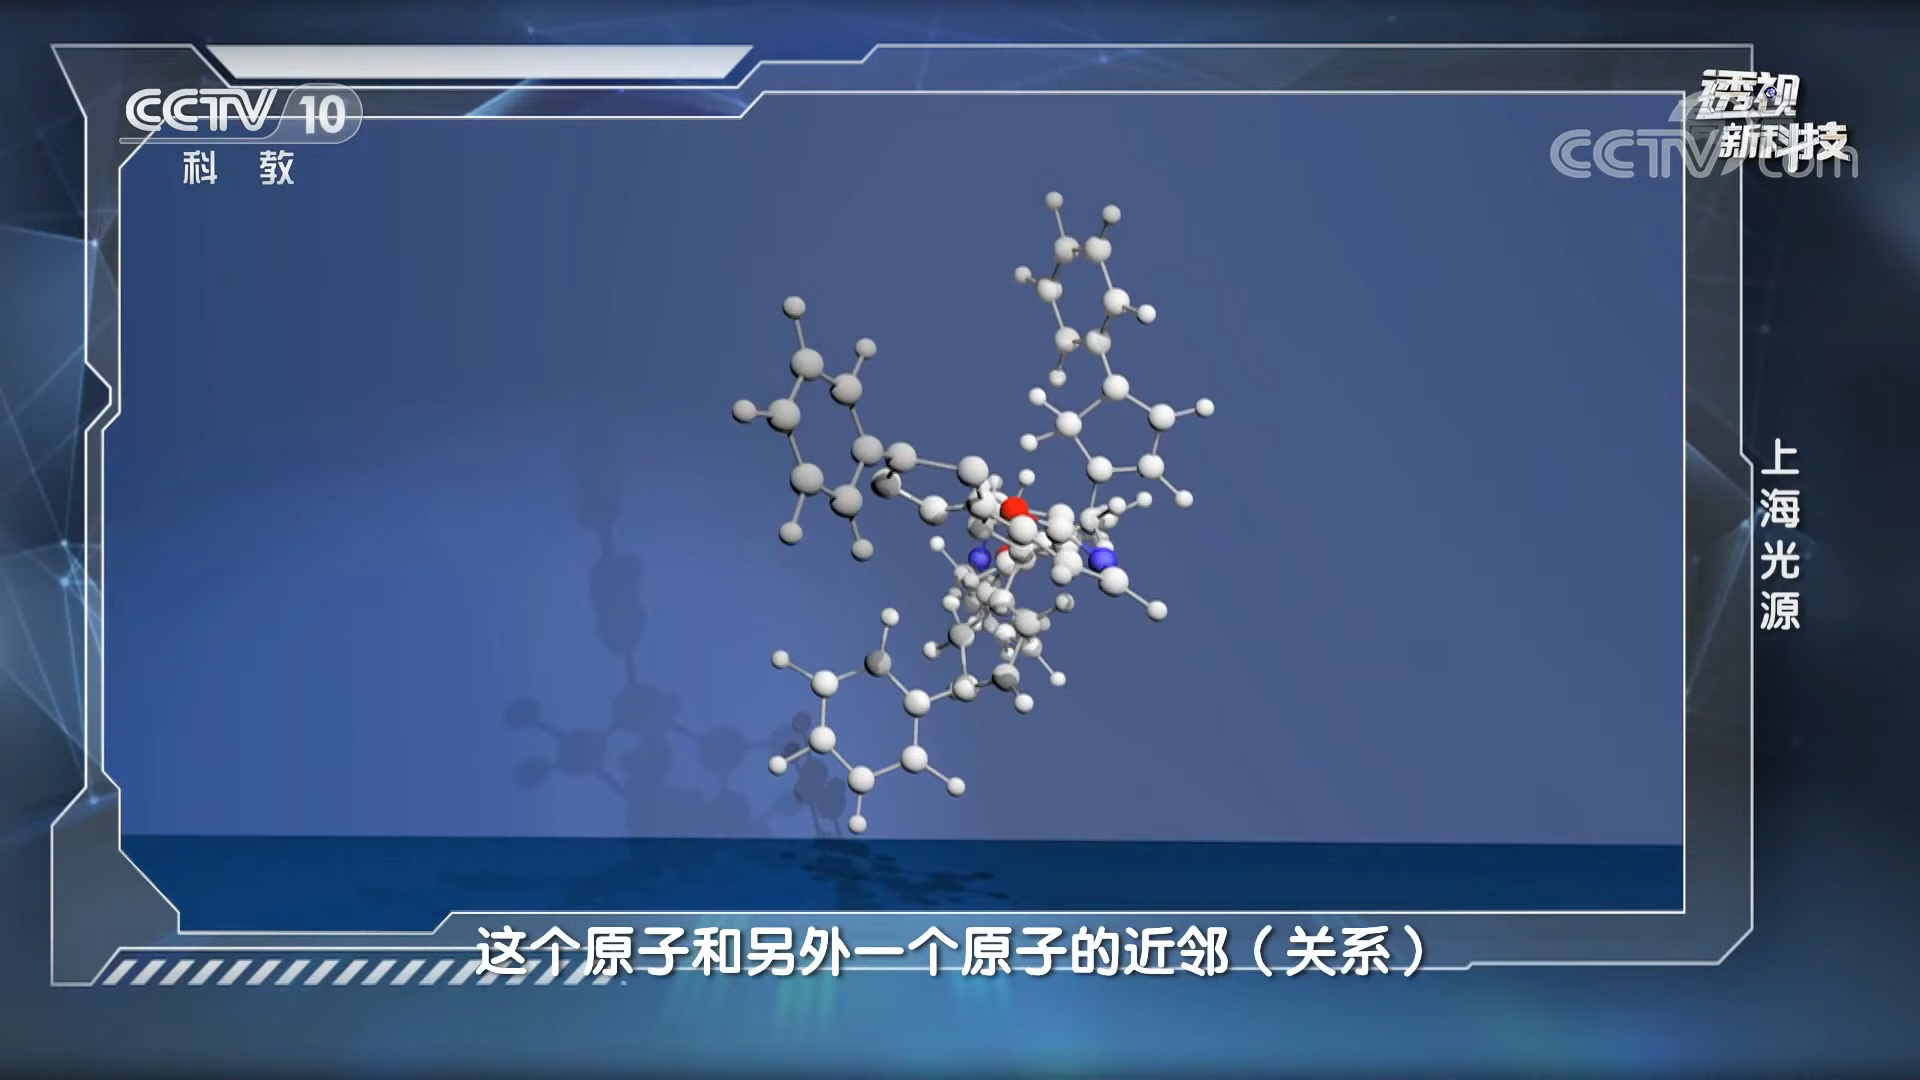 CCTV 10
科 教
透视
新科技
CCTV.com
上海光源
这个原子和另外一个原子的近邻（关系）